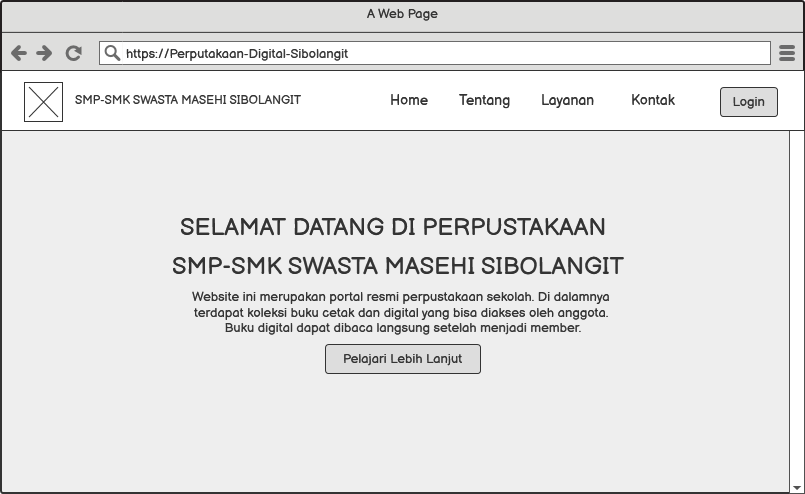 A Web Page
https://Perputakaan-Digital-Sibolangit
SMP-SMK SWASTA MASEHI SIBOLANGIT
Home Tentang Layanan Kontak Login
SELAMAT DATANG DI PERPUSTAKAAN
SMP-SMK SWASTA MASEHI SIBOLANGIT
Website ini merupakan portal resmi perpustakaan sekolah. Di dalamnya
terdapat koleksi buku cetak dan digital yang bisa diakses oleh anggota.
Buku digital dapat dibaca langsung setelah menjadi member.
Pelajari Lebih Lanjut